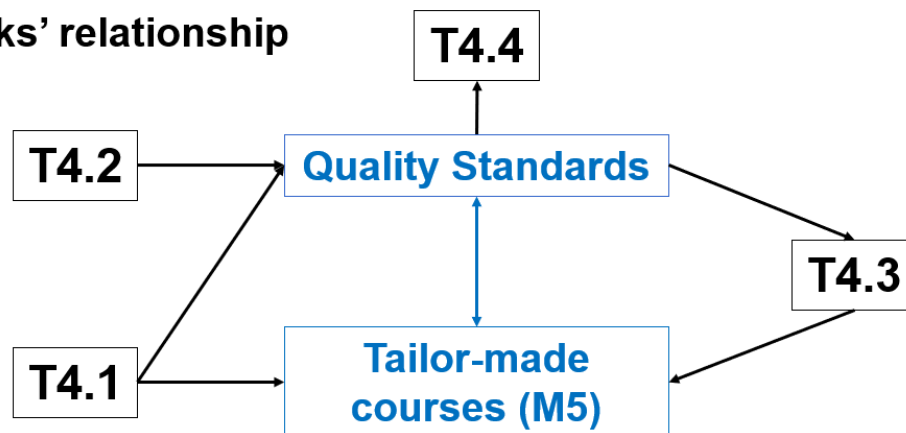 ks’ relationship
T4.4
T4.2
Quality Standards
T4.3
T4.1
Tailor-made
courses (M5)